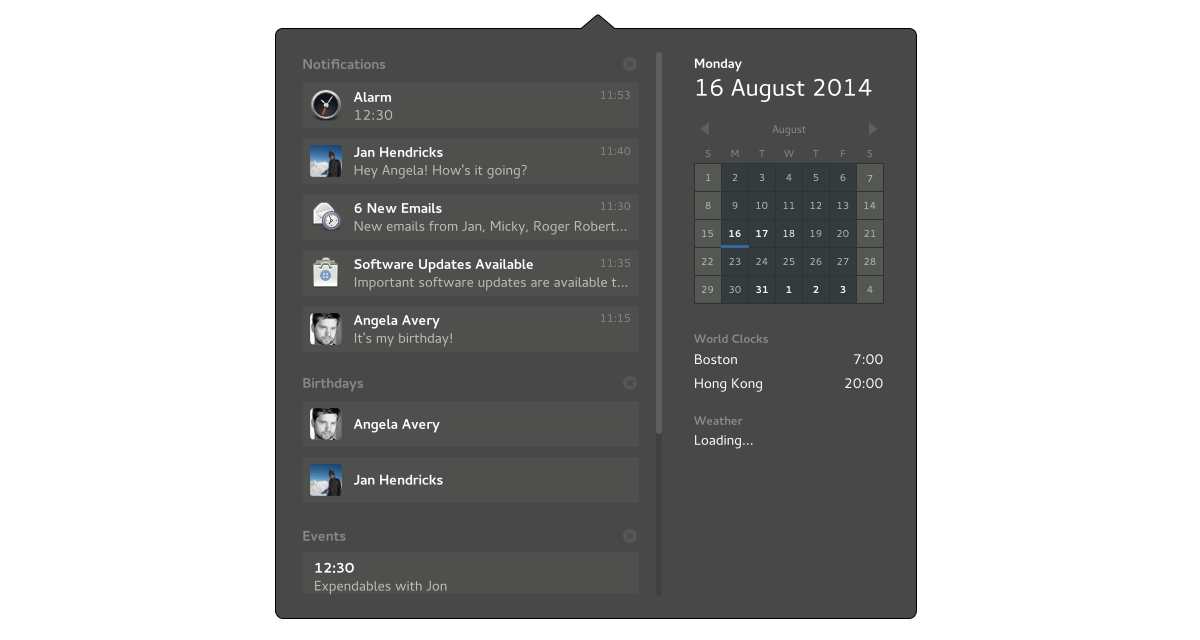 Notifications
Alarm 11:53
12:30
Jan Hendricks 11:40
Hey Angela! How's it going?
6 New Emails 11:30
New emails from Jan, Micky, Roger Robert...
Software Updates Available 11:35
Important software updates are available t...
Angela Avery 11:15
It's my birthday!
Birthdays
Angela Avery
Jan Hendricks
Events
12:30
Expendables with Jon
Monday
16 August 2014
August
S M T W T F S
1 2 3 4 5 6 7
8 9 10 11 12 13 14
15 16 17 18 19 20 21
22 23 24 25 26 27 28
29 30 31 1 2 3 4
World Clocks
Boston 7:00
Hong Kong 20:00
Weather
Loading...